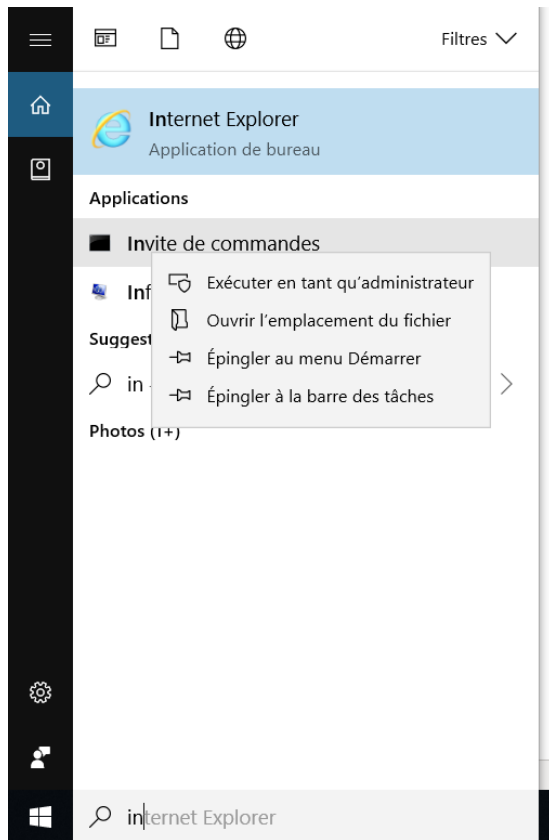 Filtres
Internet Explorer
Application de bureau
Applications
Invite de commandes
Exécuter en tant qu'administrateur
Inf
Ouvrir l'emplacement du fichier
Suggest
Épingler au menu Démarrer
in
Épingler à la barre des tâches
Photos (1+)
internet Explorer